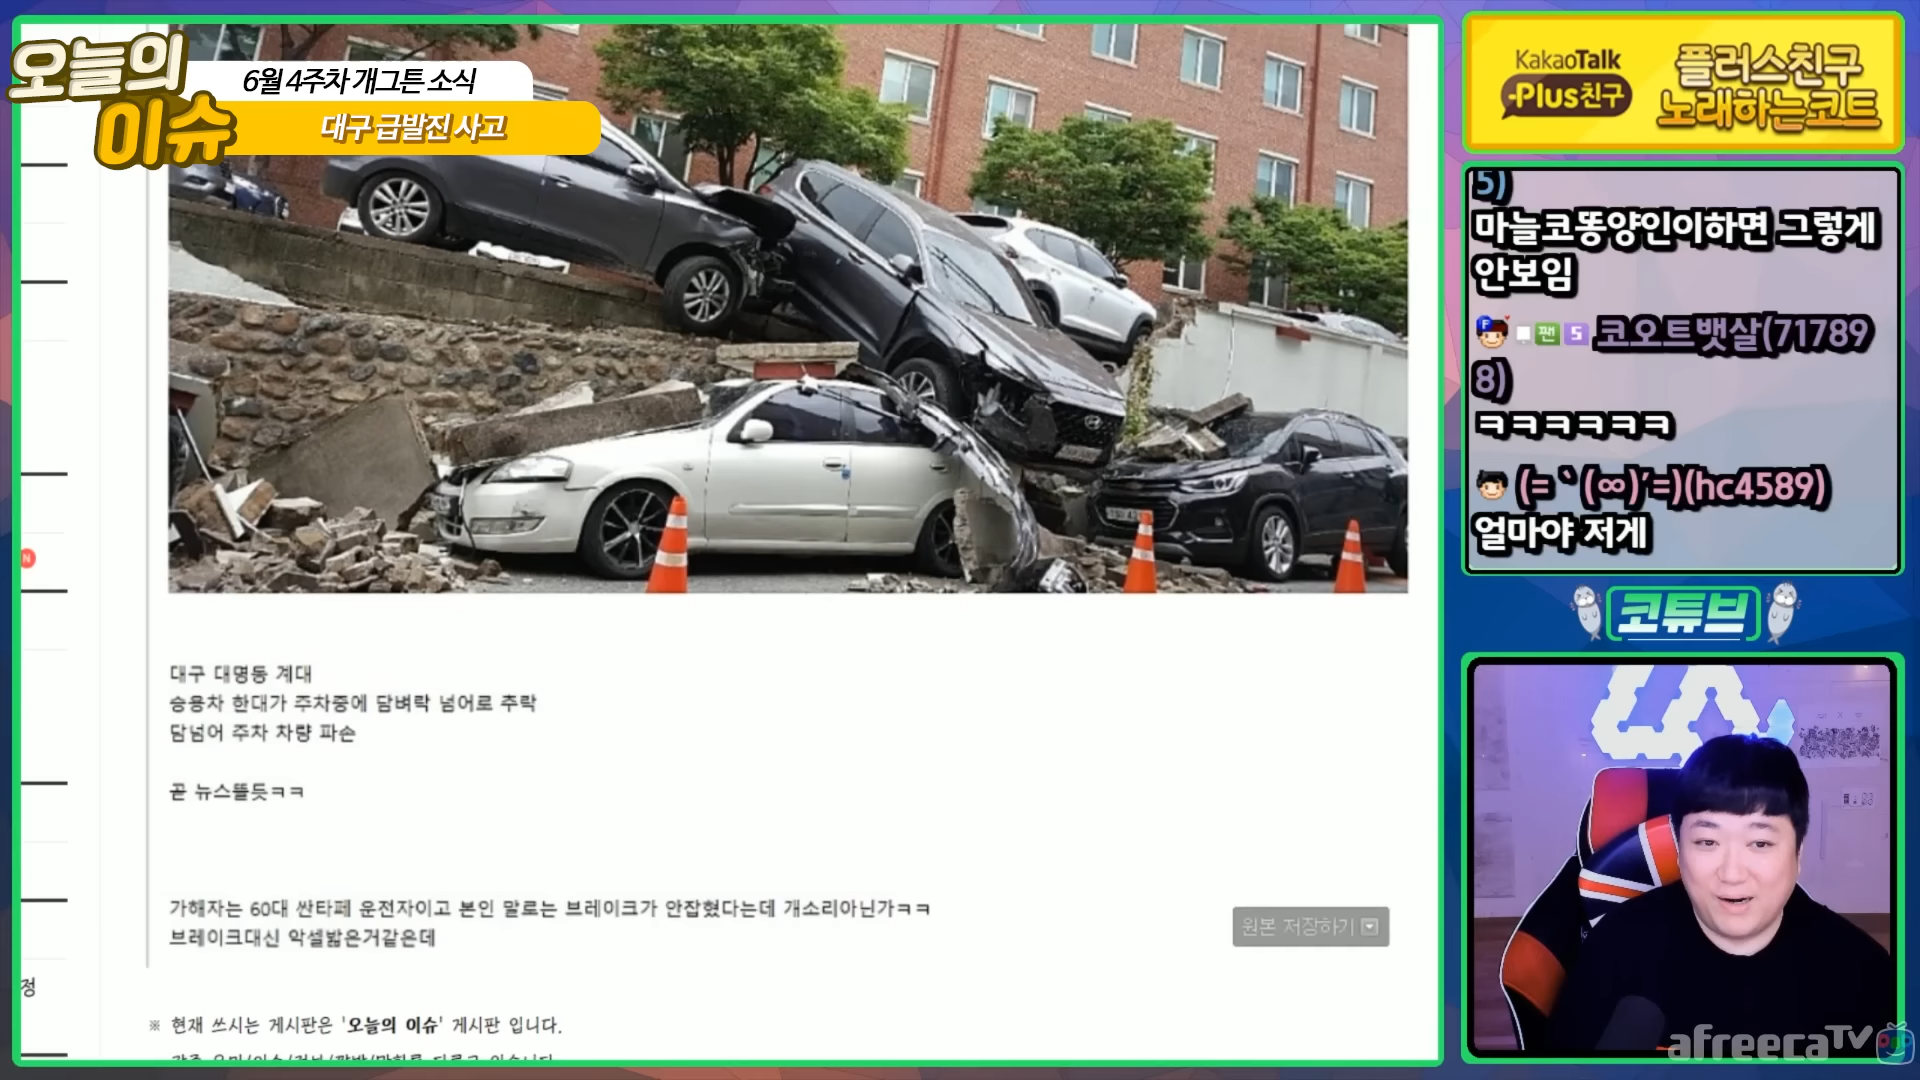 오늘의
이슈
6월 4주차 개그튼 소식
대구 급발진 사고
대구 대명동 계대
승용차 한대가 주차중에 담벼락 넘어로 추락
담넘어 주차 차량 파손
곧 뉴스뜰듯ㅋㅋ
가해자는 60대 싼타페 운전자이고 본인 말로는 브레이크가 안잡혔다는데 개소리아닌가ㅋㅋ
브레이크대신 악셀밟은거같은데
원본 저장하기
정
※ 현재 쓰시는 게시판은 '오늘의 이슈' 게시판 입니다.
N
KakaoTalk
Plus친구
플러스친구
노래하는코트
5)
마늘코똥양인이하면 그렇게
안보임
팬 5 코오트뱃살(71789
8)
ㅋㅋㅋㅋㅋㅋ
(=`(∞)′=)(hc4589)
얼마야 저게
코튜브
afreecaTV